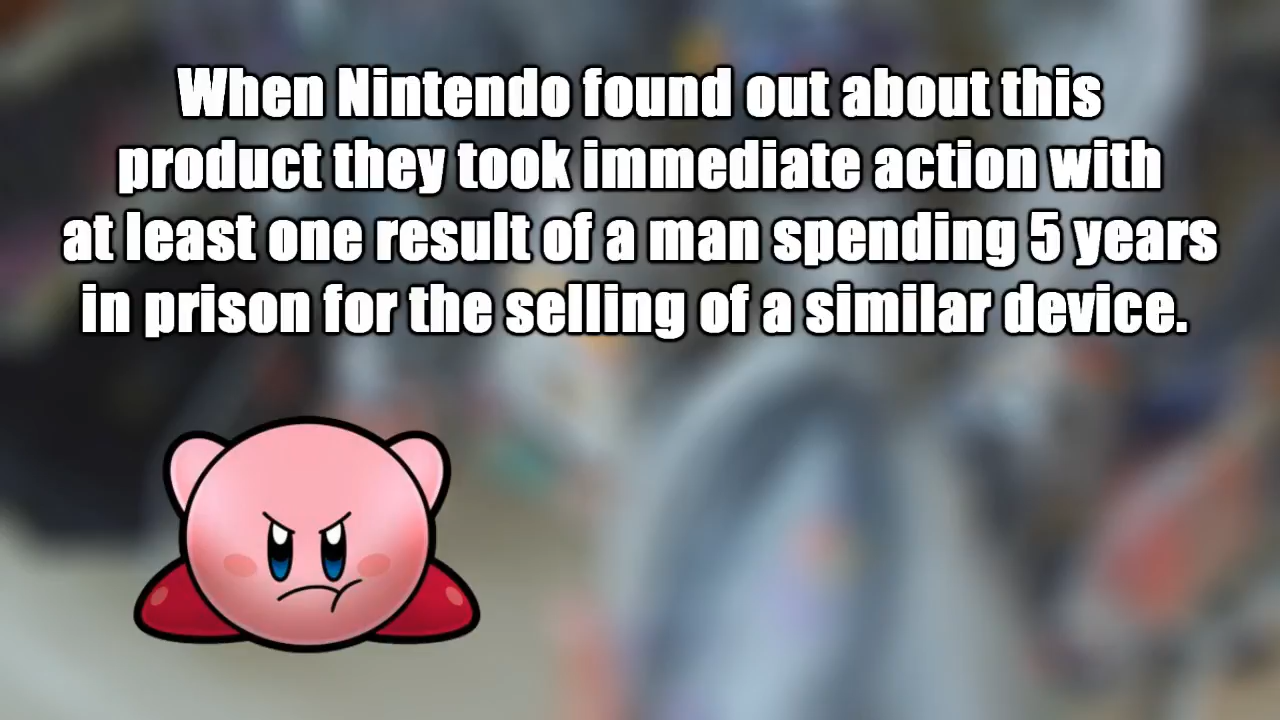 When Nintendo found out about this
product they took immediate action with
at least one result of a man spending 5 years
in prison for the selling of a similar device.